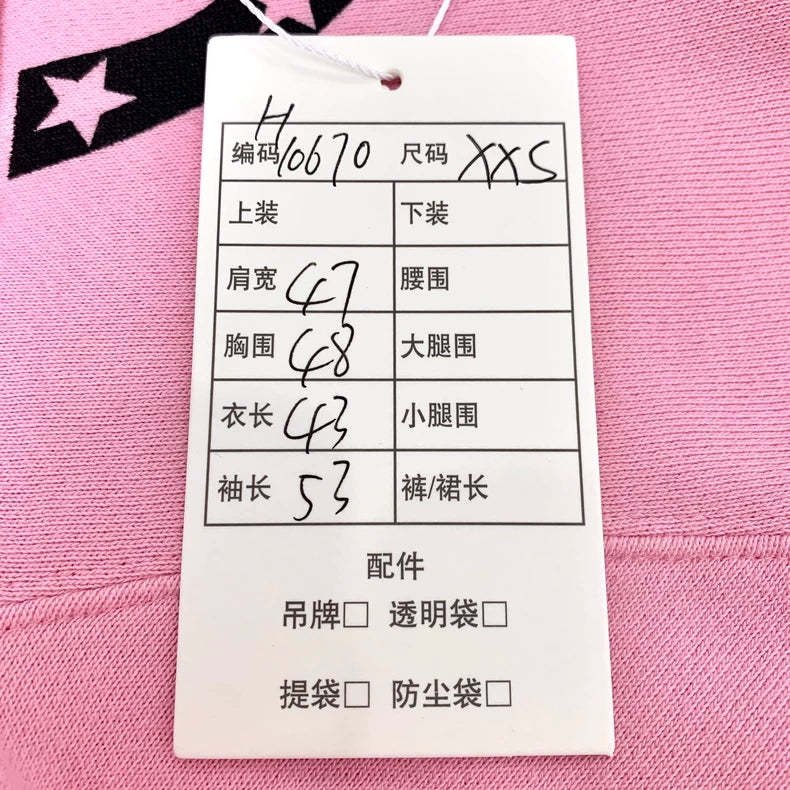 编码 H10670 尺码 XXS
上装 下装
肩宽 47 腰围
胸围 48 大腿围
衣长 43 小腿围
袖长 53 裤/裙长
配件
吊牌□ 透明袋□
提袋□ 防尘袋□